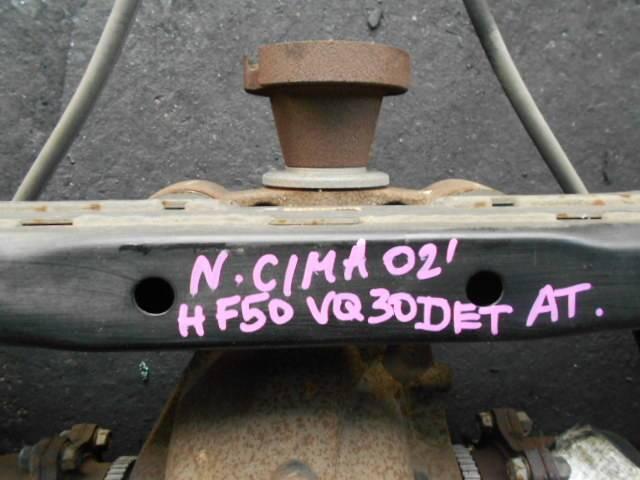 N. CIMA 02'
HF50 VQ30DET AT.